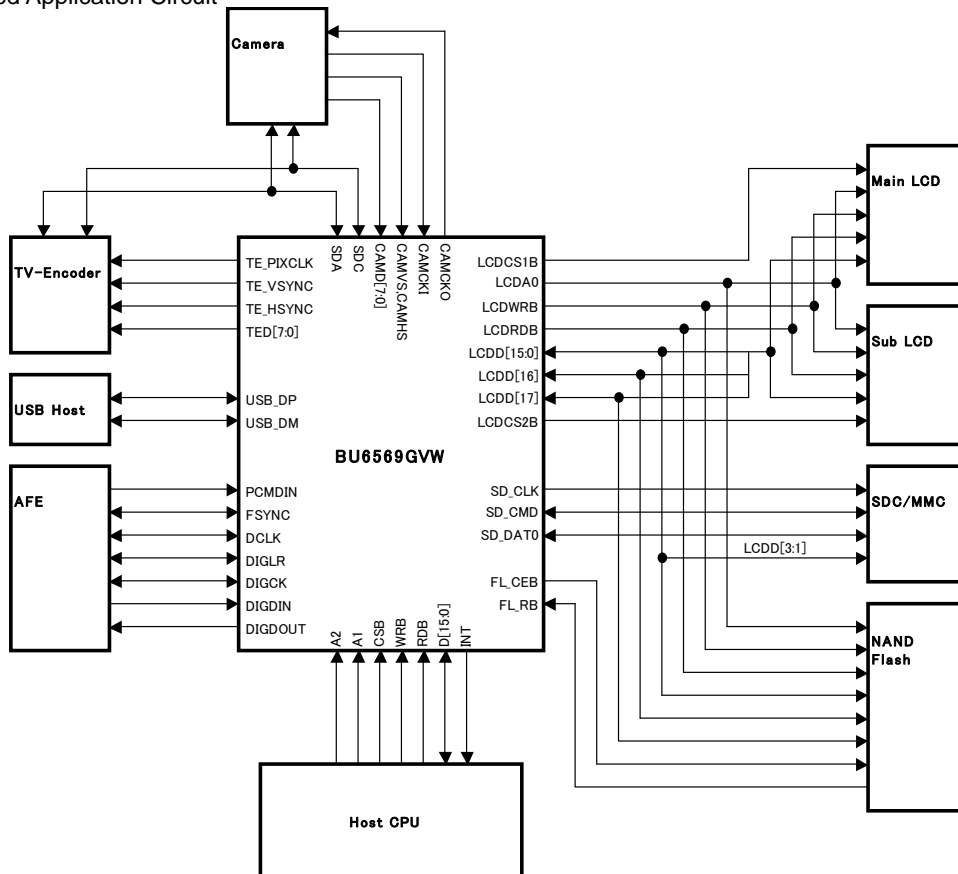 ed Application Circuit
Camera
Main LCD
TV-Encoder
Sub LCD
USB Host
AFE
SDC/MMC
NAND
Flash
Host CPU
BU6569GVW
SDA
SDC
CAMD[7:0]
CAMVS,CAMHS
CAMCKI
CAMCKO
TE_PIXCLK
TE_VSYNC
TE_HSYNC
TED[7:0]
USB_DP
USB_DM
PCMDIN
FSYNC
DCLK
DIGLR
DIGCK
DIGDIN
DIGDOUT
LCDCS1B
LCDA0
LCDWRB
LCDRDB
LCDD[15:0]
LCDD[16]
LCDD[17]
LCDCS2B
SD_CLK
SD_CMD
SD_DAT0
LCDD[3:1]
FL_CEB
FL_RB
A2
A1
CSB
WRB
RDB
D[15:0]
INT